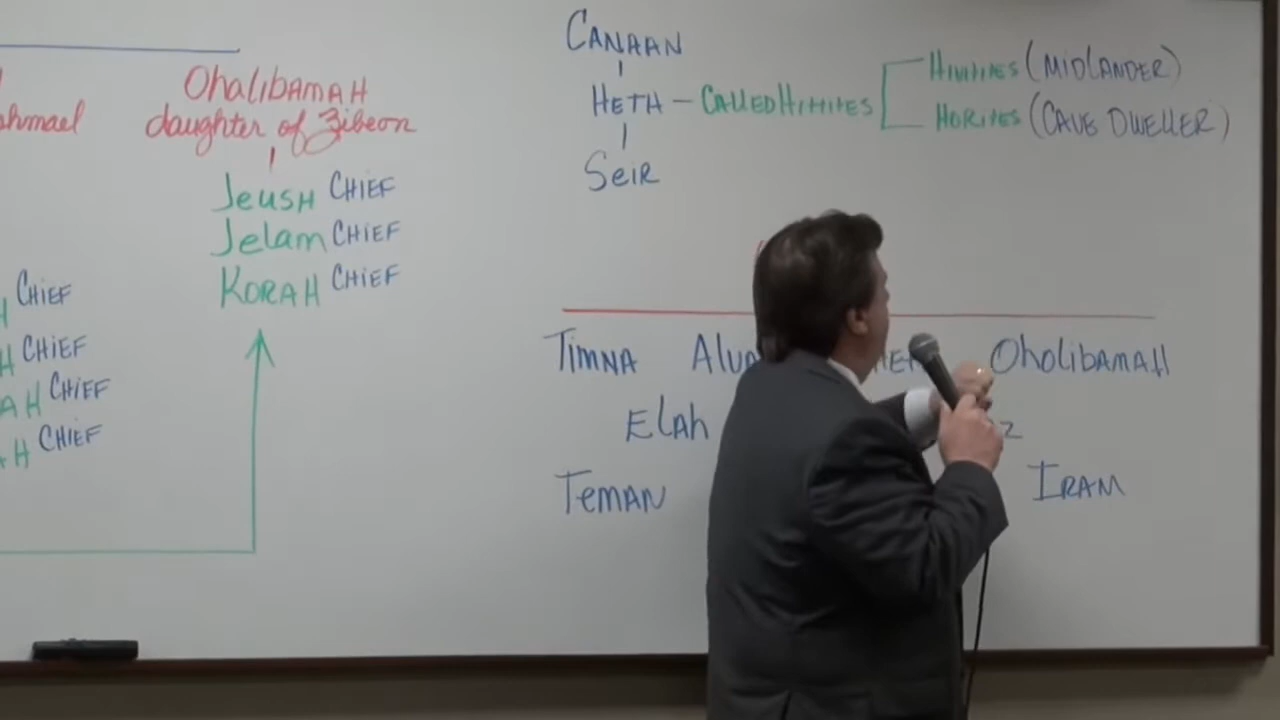 OhalibamaH
daughter of Zibeon
Jeush CHIEF
Jelam CHIEF
KORAH CHIEF
CHIEF
CHIEF
CHIEF
CHIEF
CANAAN
HETH - CALLED HITTITES
HIVITES (MIDLANDER)
HORITES (CAVE DWELLER)
SeiR
TimNA OholibamaH
ElAh
TemAN IRAM